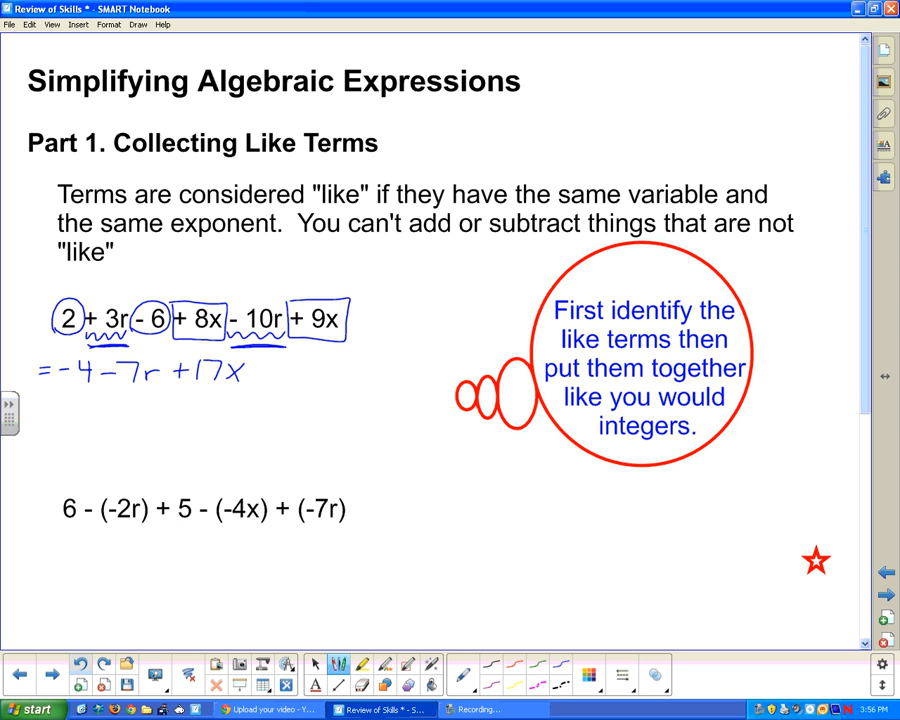 Review of Skills * - SMART Notebook
File Edit View Insert Format Draw Help
Simplifying Algebraic Expressions
Part 1. Collecting Like Terms
Terms are considered "like" if they have the same variable and
the same exponent. You can't add or subtract things that are not
"like"
2 + 3r - 6 + 8x - 10r + 9x
= -4 -7r +17x
First identify the
like terms then
put them together
like you would
integers.
6 - (-2r) + 5 - (-4x) + (-7r)
start
Upload your video - Y...
Review of Skills * - S...
Recording...
3:56 PM